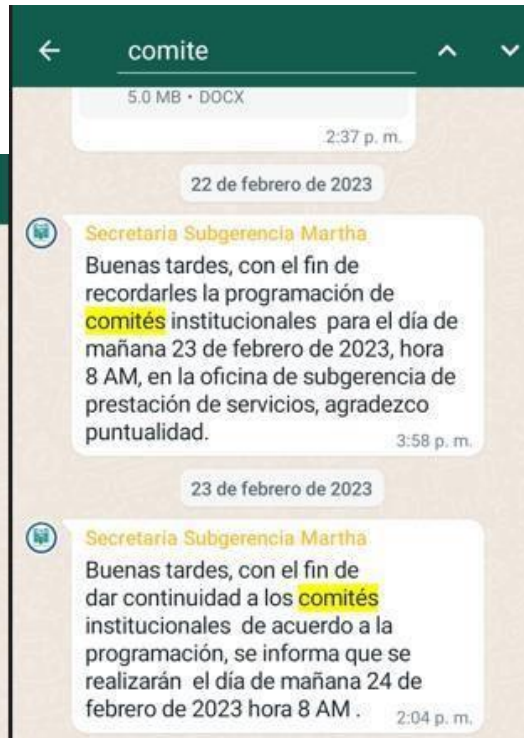 comite
5.0 MB • DOCX
2:37 p. m.
22 de febrero de 2023
Secretaria Subgerencia Martha
Buenas tardes, con el fin de
recordarles la programación de
comités institucionales para el día de
mañana 23 de febrero de 2023, hora
8 AM, en la oficina de subgerencia de
prestación de servicios, agradezco
puntualidad.
3:58 p. m.
23 de febrero de 2023
Secretaria Subgerencia Martha
Buenas tardes, con el fin de
dar continuidad a los comités
institucionales de acuerdo a la
programación, se informa que se
realizarán el día de mañana 24 de
febrero de 2023 hora 8 AM .
2:04 p. m.